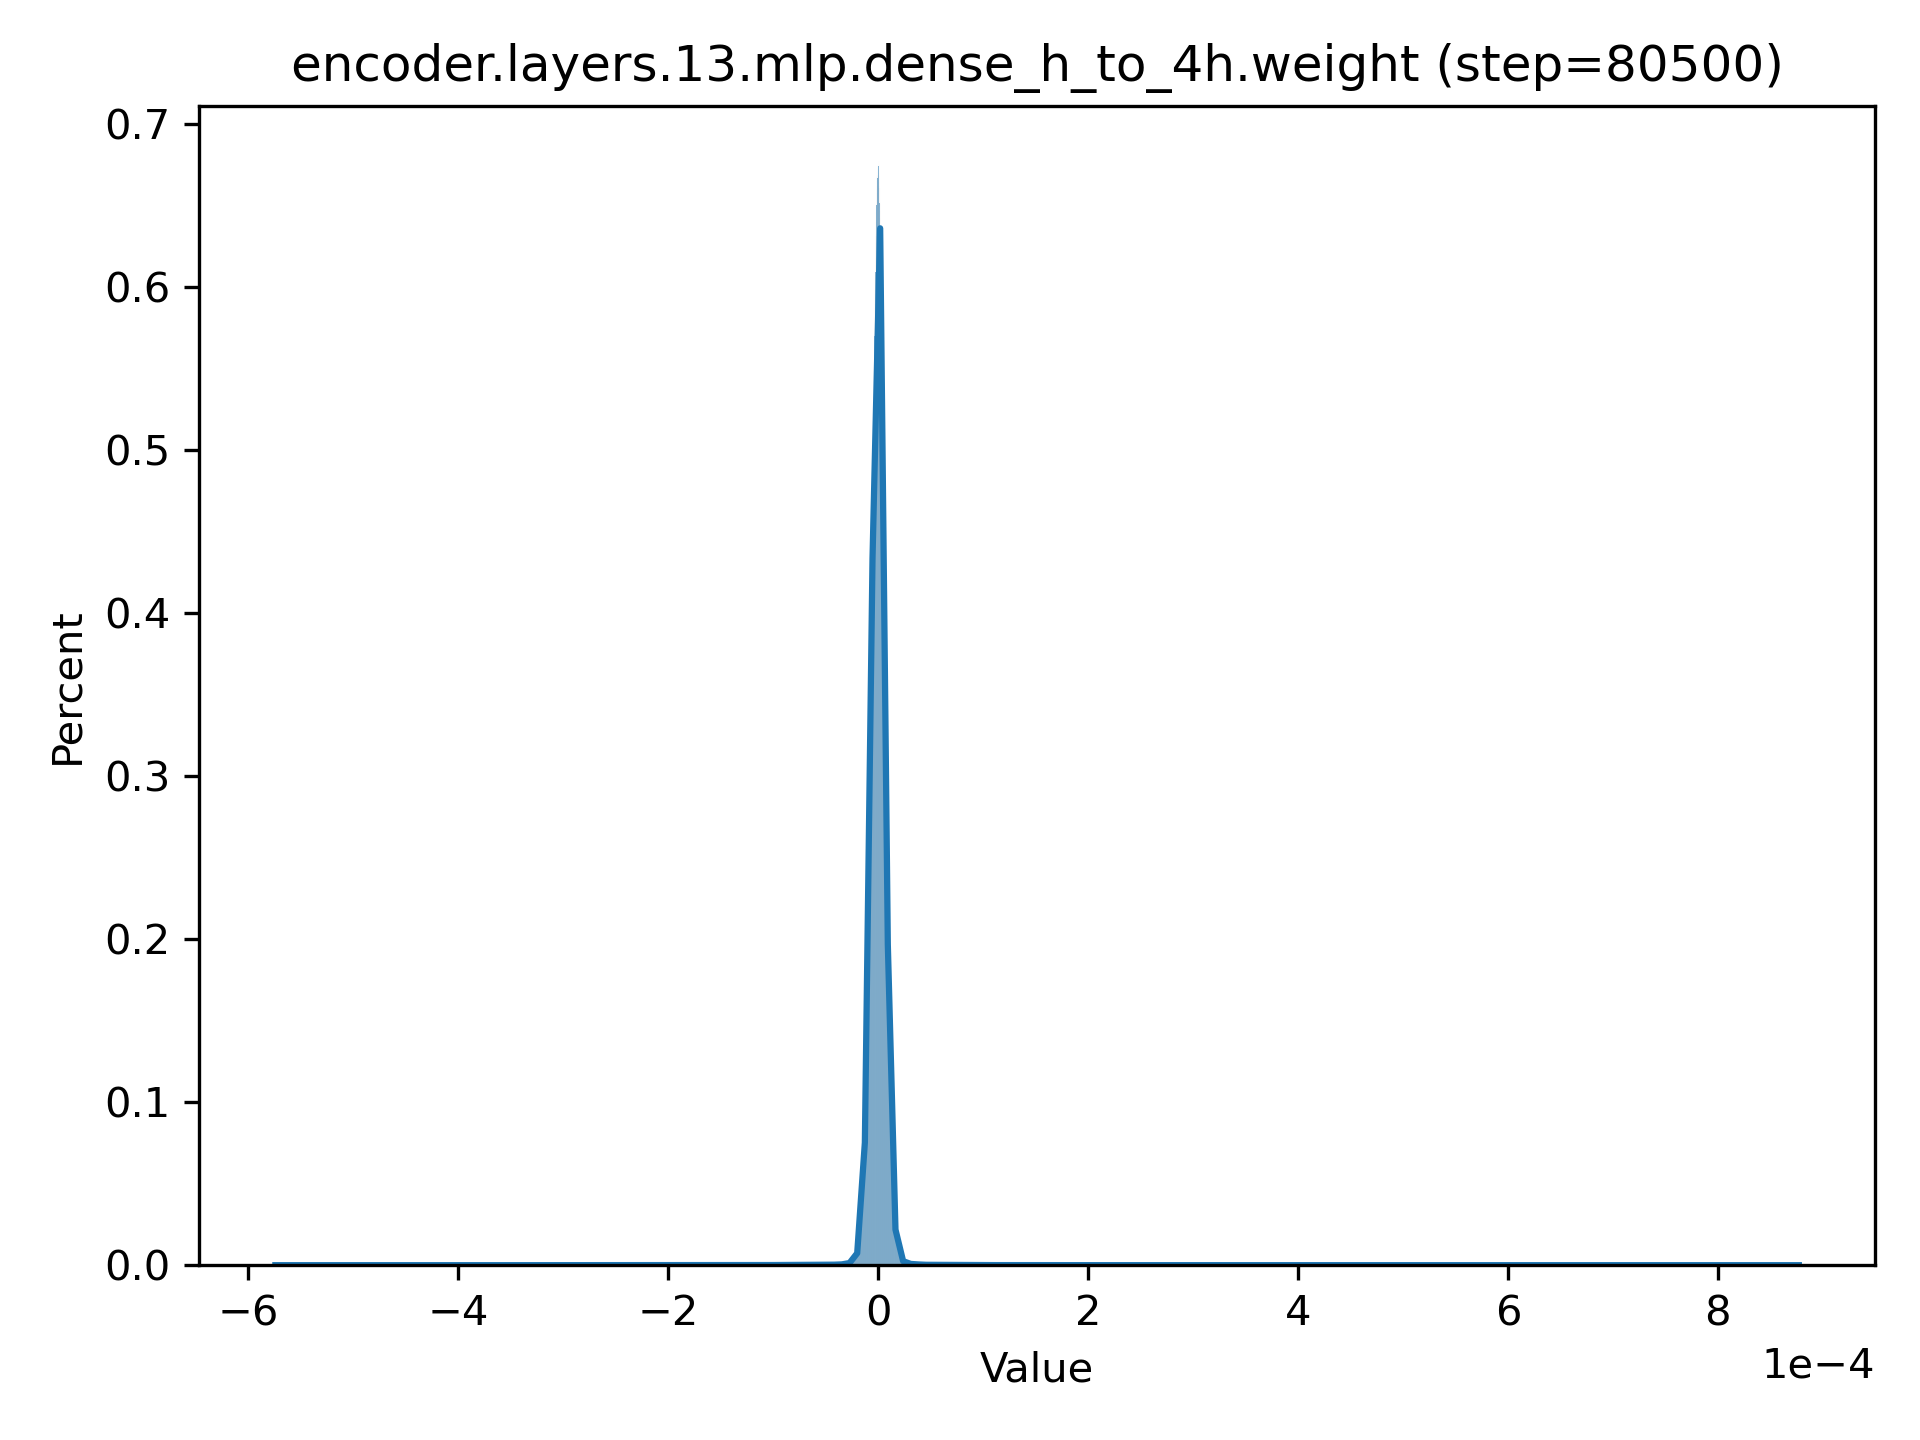 encoder.layers.13.mlp.dense_h_to_4h.weight (step=80500)
0.7
0.6
0.5
0.4
0.3
0.2
0.1
0.0
Percent
−6 −4 −2 0 2 4 6 8
Value
1e−4